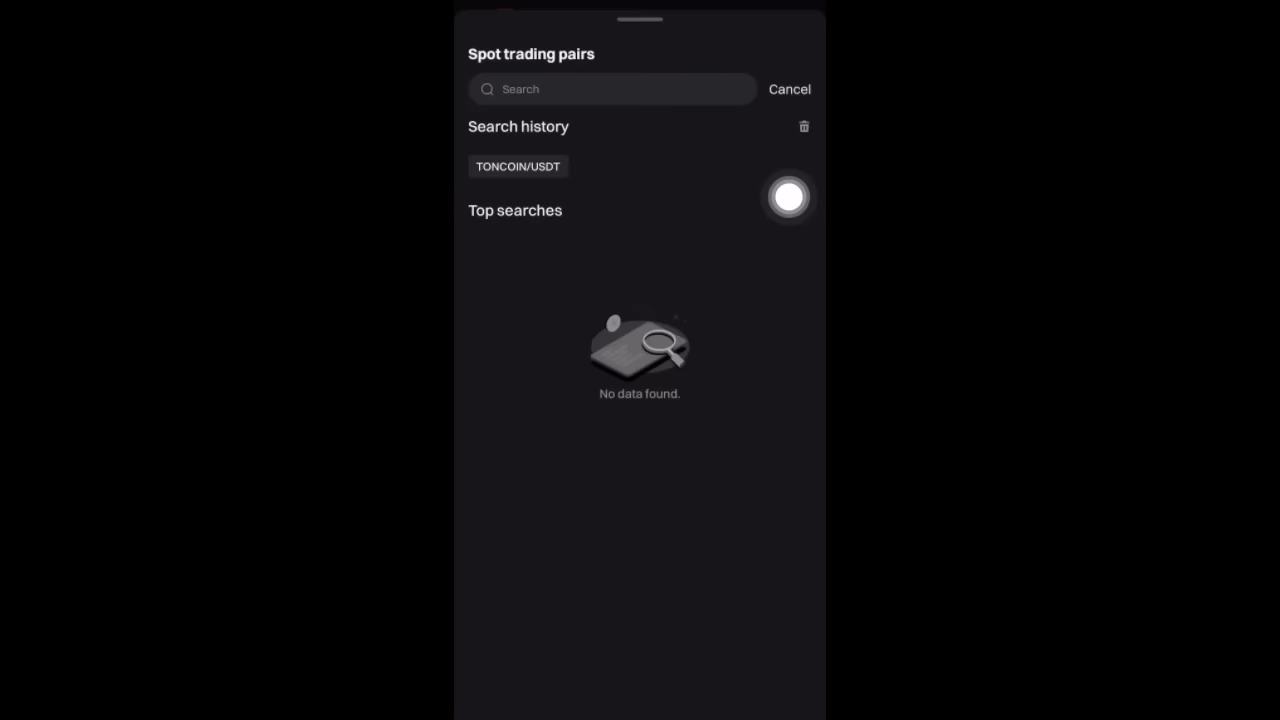 Spot trading pairs
Search
Cancel
Search history
TONCOIN/USDT
Top searches
No data found.